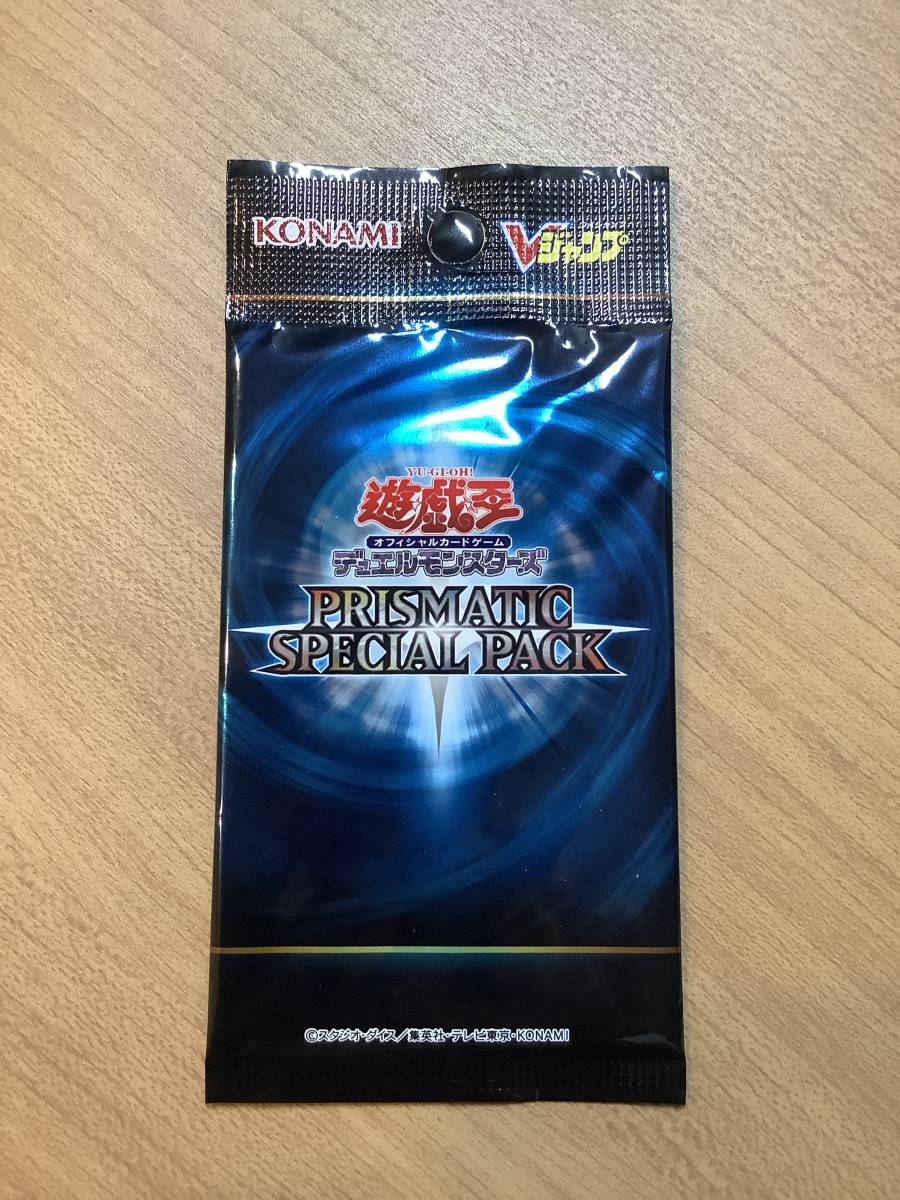 KONAMI
Vジャンプ
YU-GI-OH!
遊戯王
オフィシャルカードゲーム
デュエルモンスターズ
PRISMATIC
SPECIAL PACK
©スタジオ・ダイス／集英社・テレビ東京・KONAMI